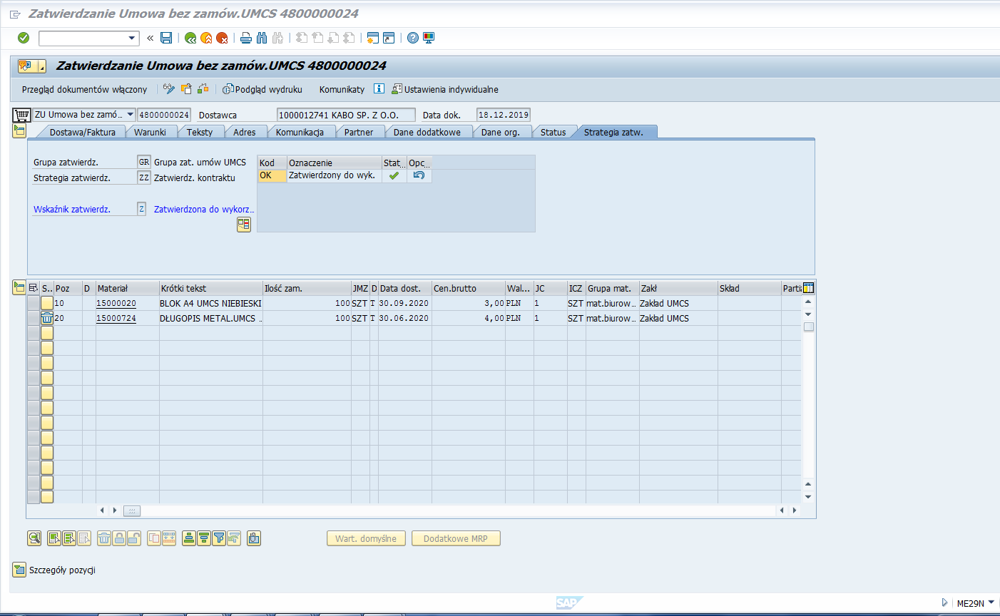 Zatwierdzanie Umowa bez zamów.UMCS 4800000024
Zatwierdzanie Umowa bez zamów.UMCS 4800000024
Przegląd dokumentów włączony Podgląd wydruku Komunikaty Ustawienia indywidualne
ZU Umowa bez zamó... 4800000024 Dostawca 1000012741 KABO SP. Z O.O. Data dok. 18.12.2019
Dostawa/Faktura Warunki Teksty Adres Komunikacja Partner Dane dodatkowe Dane org. Status Strategia zatw.
Grupa zatwierdz. GR Grupa zat. umów UMCS
Strategia zatwierdz. ZZ Zatwierdz. kontraktu
Wskaźnik zatwierdz. Z Zatwierdzona do wykorz...
Kod Oznaczenie Stat... Opc...
OK Zatwierdzony do wyk.
S.. Poz D Materiał Krótki tekst Ilość zam. JMZ D Data dost. Cen.brutto Wal... JC ICZ Grupa mat. Zakł Skład Parti
10 15000020 BLOK A4 UMCS NIEBIESKI 100 SZT T 30.09.2020 3,00 PLN 1 SZT mat.biurow... Zakład UMCS
20 15000724 DŁUGOPIS METAL.UMCS .. 100 SZT T 30.06.2020 4,00 PLN 1 SZT mat.biurow... Zakład UMCS
Wart. domyślne Dodatkowe MRP
Szczegóły pozycji
SAP
ME29N